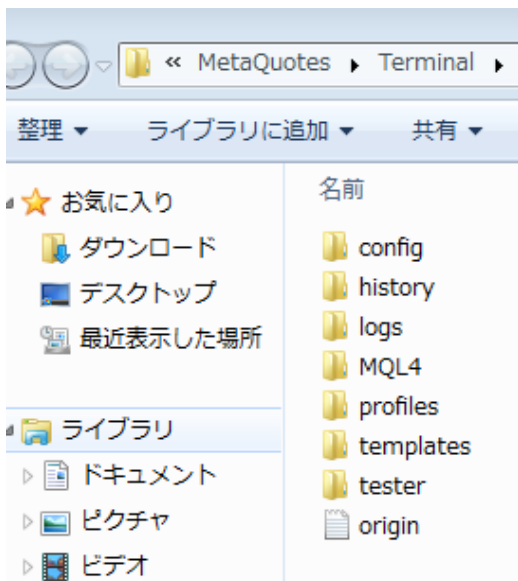 « MetaQuotes ▸ Terminal ▸
整理 ▼ ライブラリに追加 ▼ 共有 ▼
お気に入り
ダウンロード
デスクトップ
最近表示した場所
ライブラリ
ドキュメント
ピクチャ
ビデオ
名前
config
history
logs
MQL4
profiles
templates
tester
origin